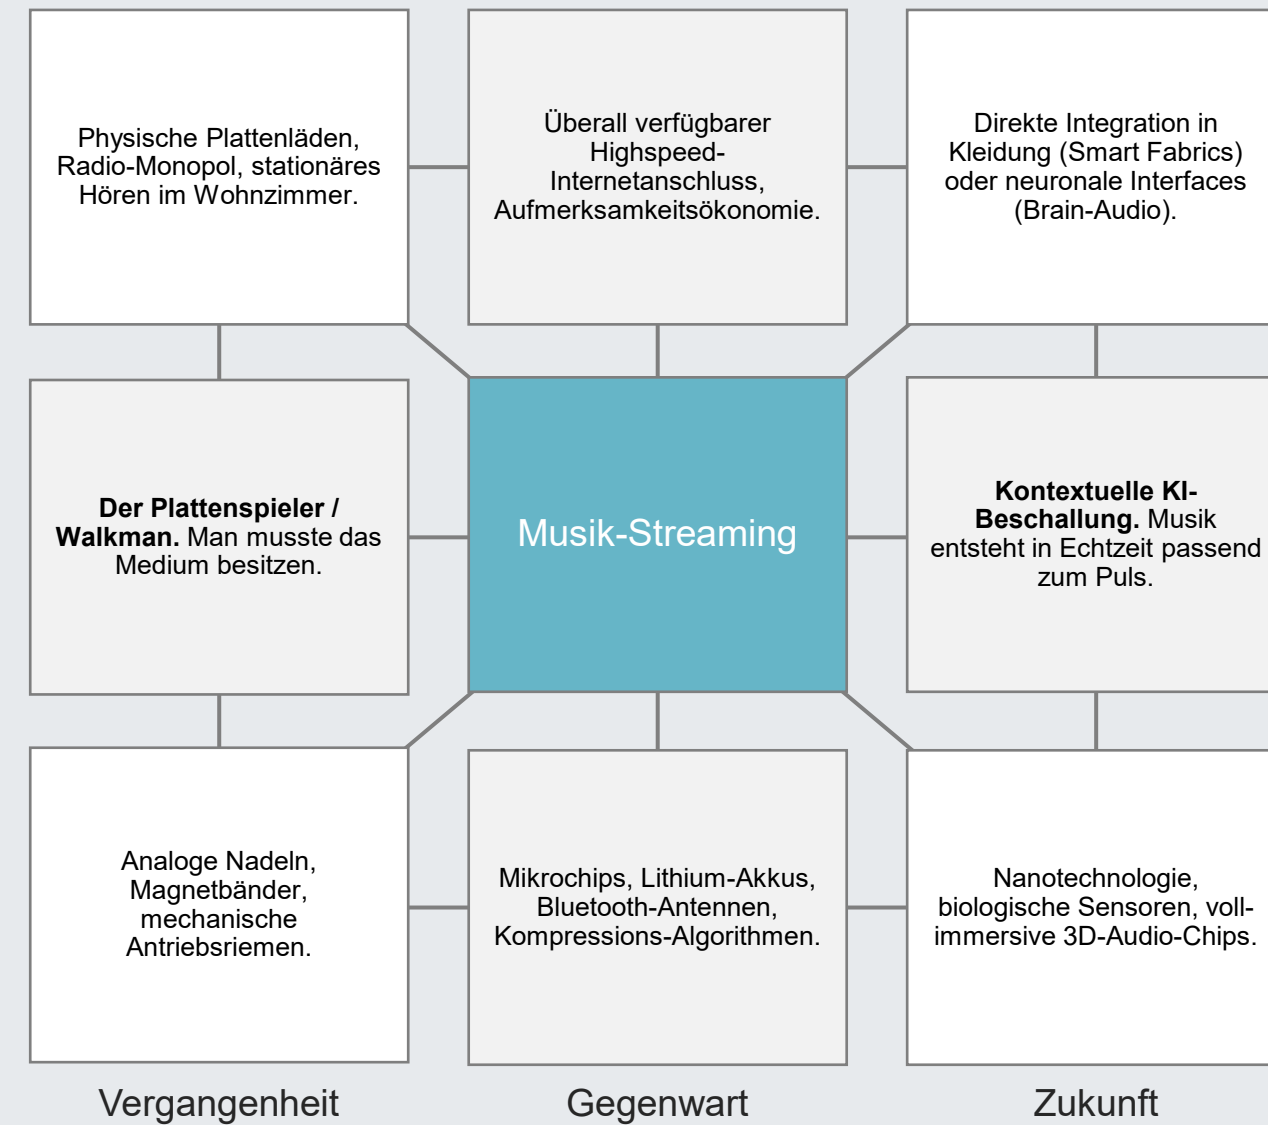 Physische Plattenläden,
Radio-Monopol, stationäres
Hören im Wohnzimmer.
Überall verfügbarer
Highspeed-
Internetanschluss,
Aufmerksamkeitsökonomie.
Direkte Integration in
Kleidung (Smart Fabrics)
oder neuronale Interfaces
(Brain-Audio).
Der Plattenspieler /
Walkman. Man musste das
Medium besitzen.
Musik-Streaming
Kontextuelle KI-
Beschallung. Musik
entsteht in Echtzeit passend
zum Puls.
Analoge Nadeln,
Magnetbänder,
mechanische
Antriebsriemen.
Mikrochips, Lithium-Akkus,
Bluetooth-Antennen,
Kompressions-Algorithmen.
Nanotechnologie,
biologische Sensoren, voll-
immersive 3D-Audio-Chips.
Vergangenheit
Gegenwart
Zukunft